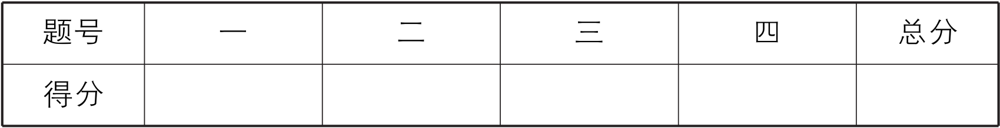 题号 一 二 三 四 总分
得分